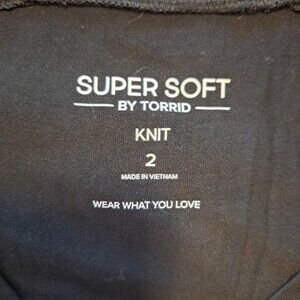 SUPER SOFT
BY TORRID
KNIT
2
MADE IN VIETNAM
WEAR WHAT YOU LOVE